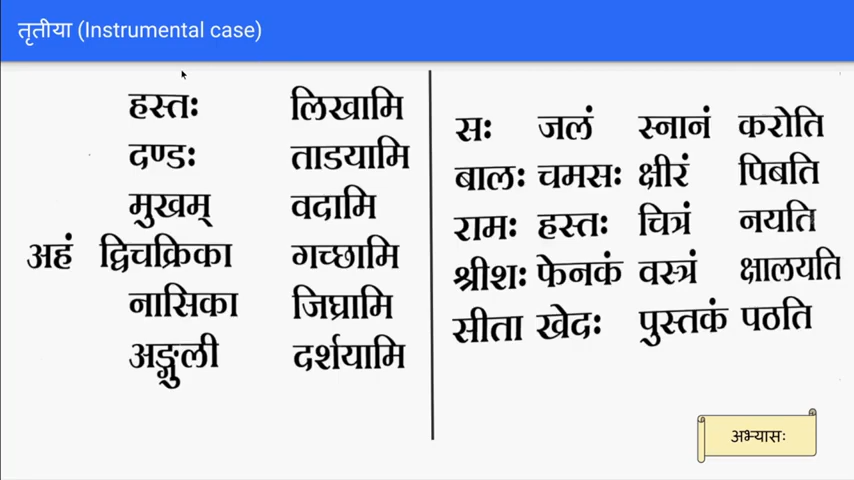 तृतीया (Instrumental case)
हस्तः लिखामि
दण्डः ताडयामि
मुखम् वदामि
अहं द्विचक्रिका गच्छामि
नासिका जिघ्रामि
अङ्गुली दर्शयामि
सः जलं स्नानं करोति
बालः चमसः क्षीरं पिबति
रामः हस्तः चित्रं नयति
श्रीशः फेनकं वस्त्रं क्षालयति
सीता खेदः पुस्तकं पठति
अभ्यासः